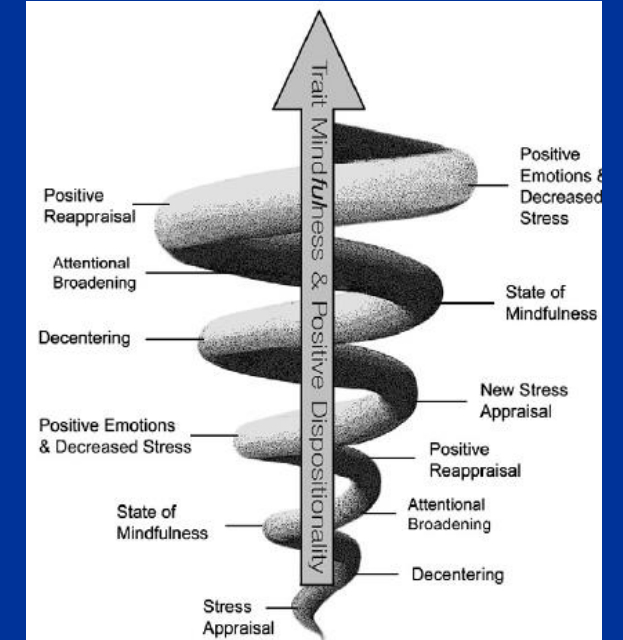 Trait Mindfulness & Positive Dispositionality
Positive
Emotions &
Decreased
Stress
Positive
Reappraisal
Attentional
Broadening
State of
Mindfulness
Decentering
New Stress
Appraisal
Positive Emotions
& Decreased Stress
Positive
Reappraisal
Attentional
Broadening
State of
Mindfulness
Decentering
Stress
Appraisal